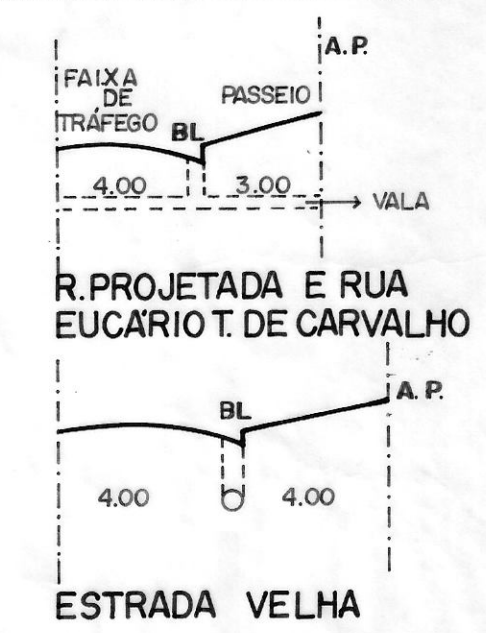 A.P.
FAIXA
DE
TRÁFEGO
PASSEIO
BL
4.00
3.00
VALA
R.PROJETADA E RUA
EUCÁRIO T. DE CARVALHO
A.P.
BL
4.00
4.00
ESTRADA VELHA